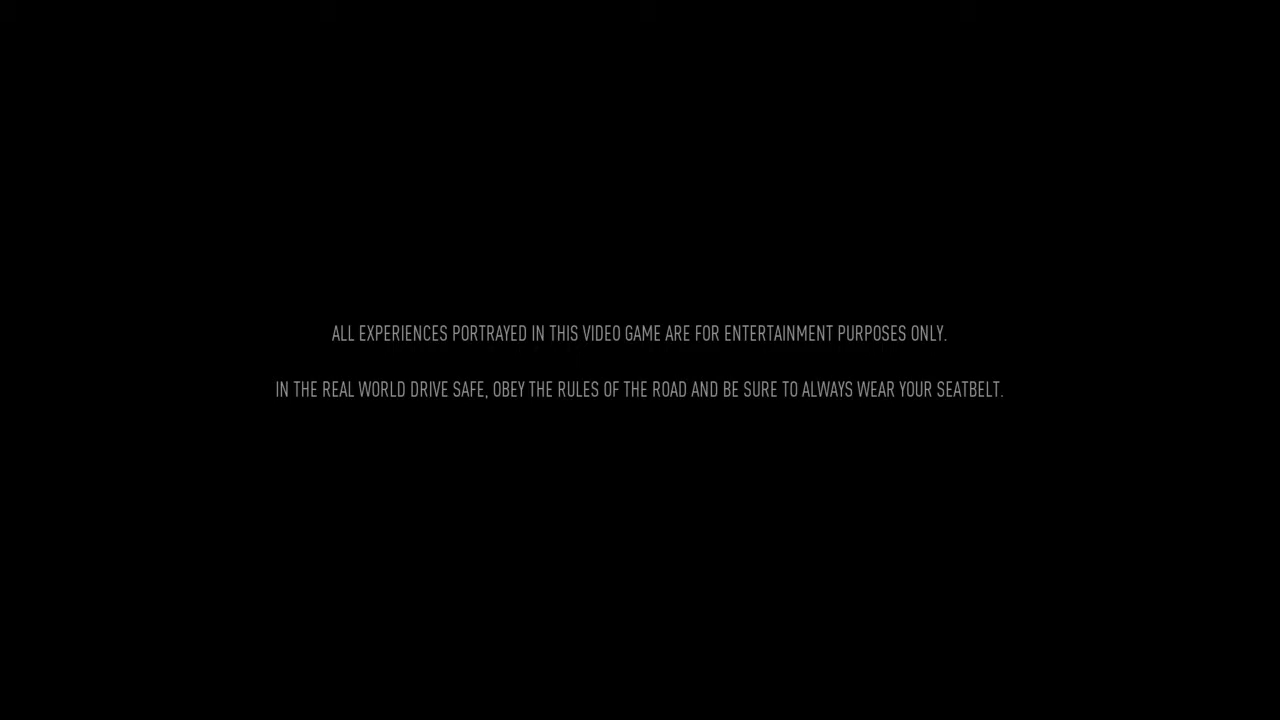 ALL EXPERIENCES PORTRAYED IN THIS VIDEO GAME ARE FOR ENTERTAINMENT PURPOSES ONLY.
IN THE REAL WORLD DRIVE SAFE, OBEY THE RULES OF THE ROAD AND BE SURE TO ALWAYS WEAR YOUR SEATBELT.